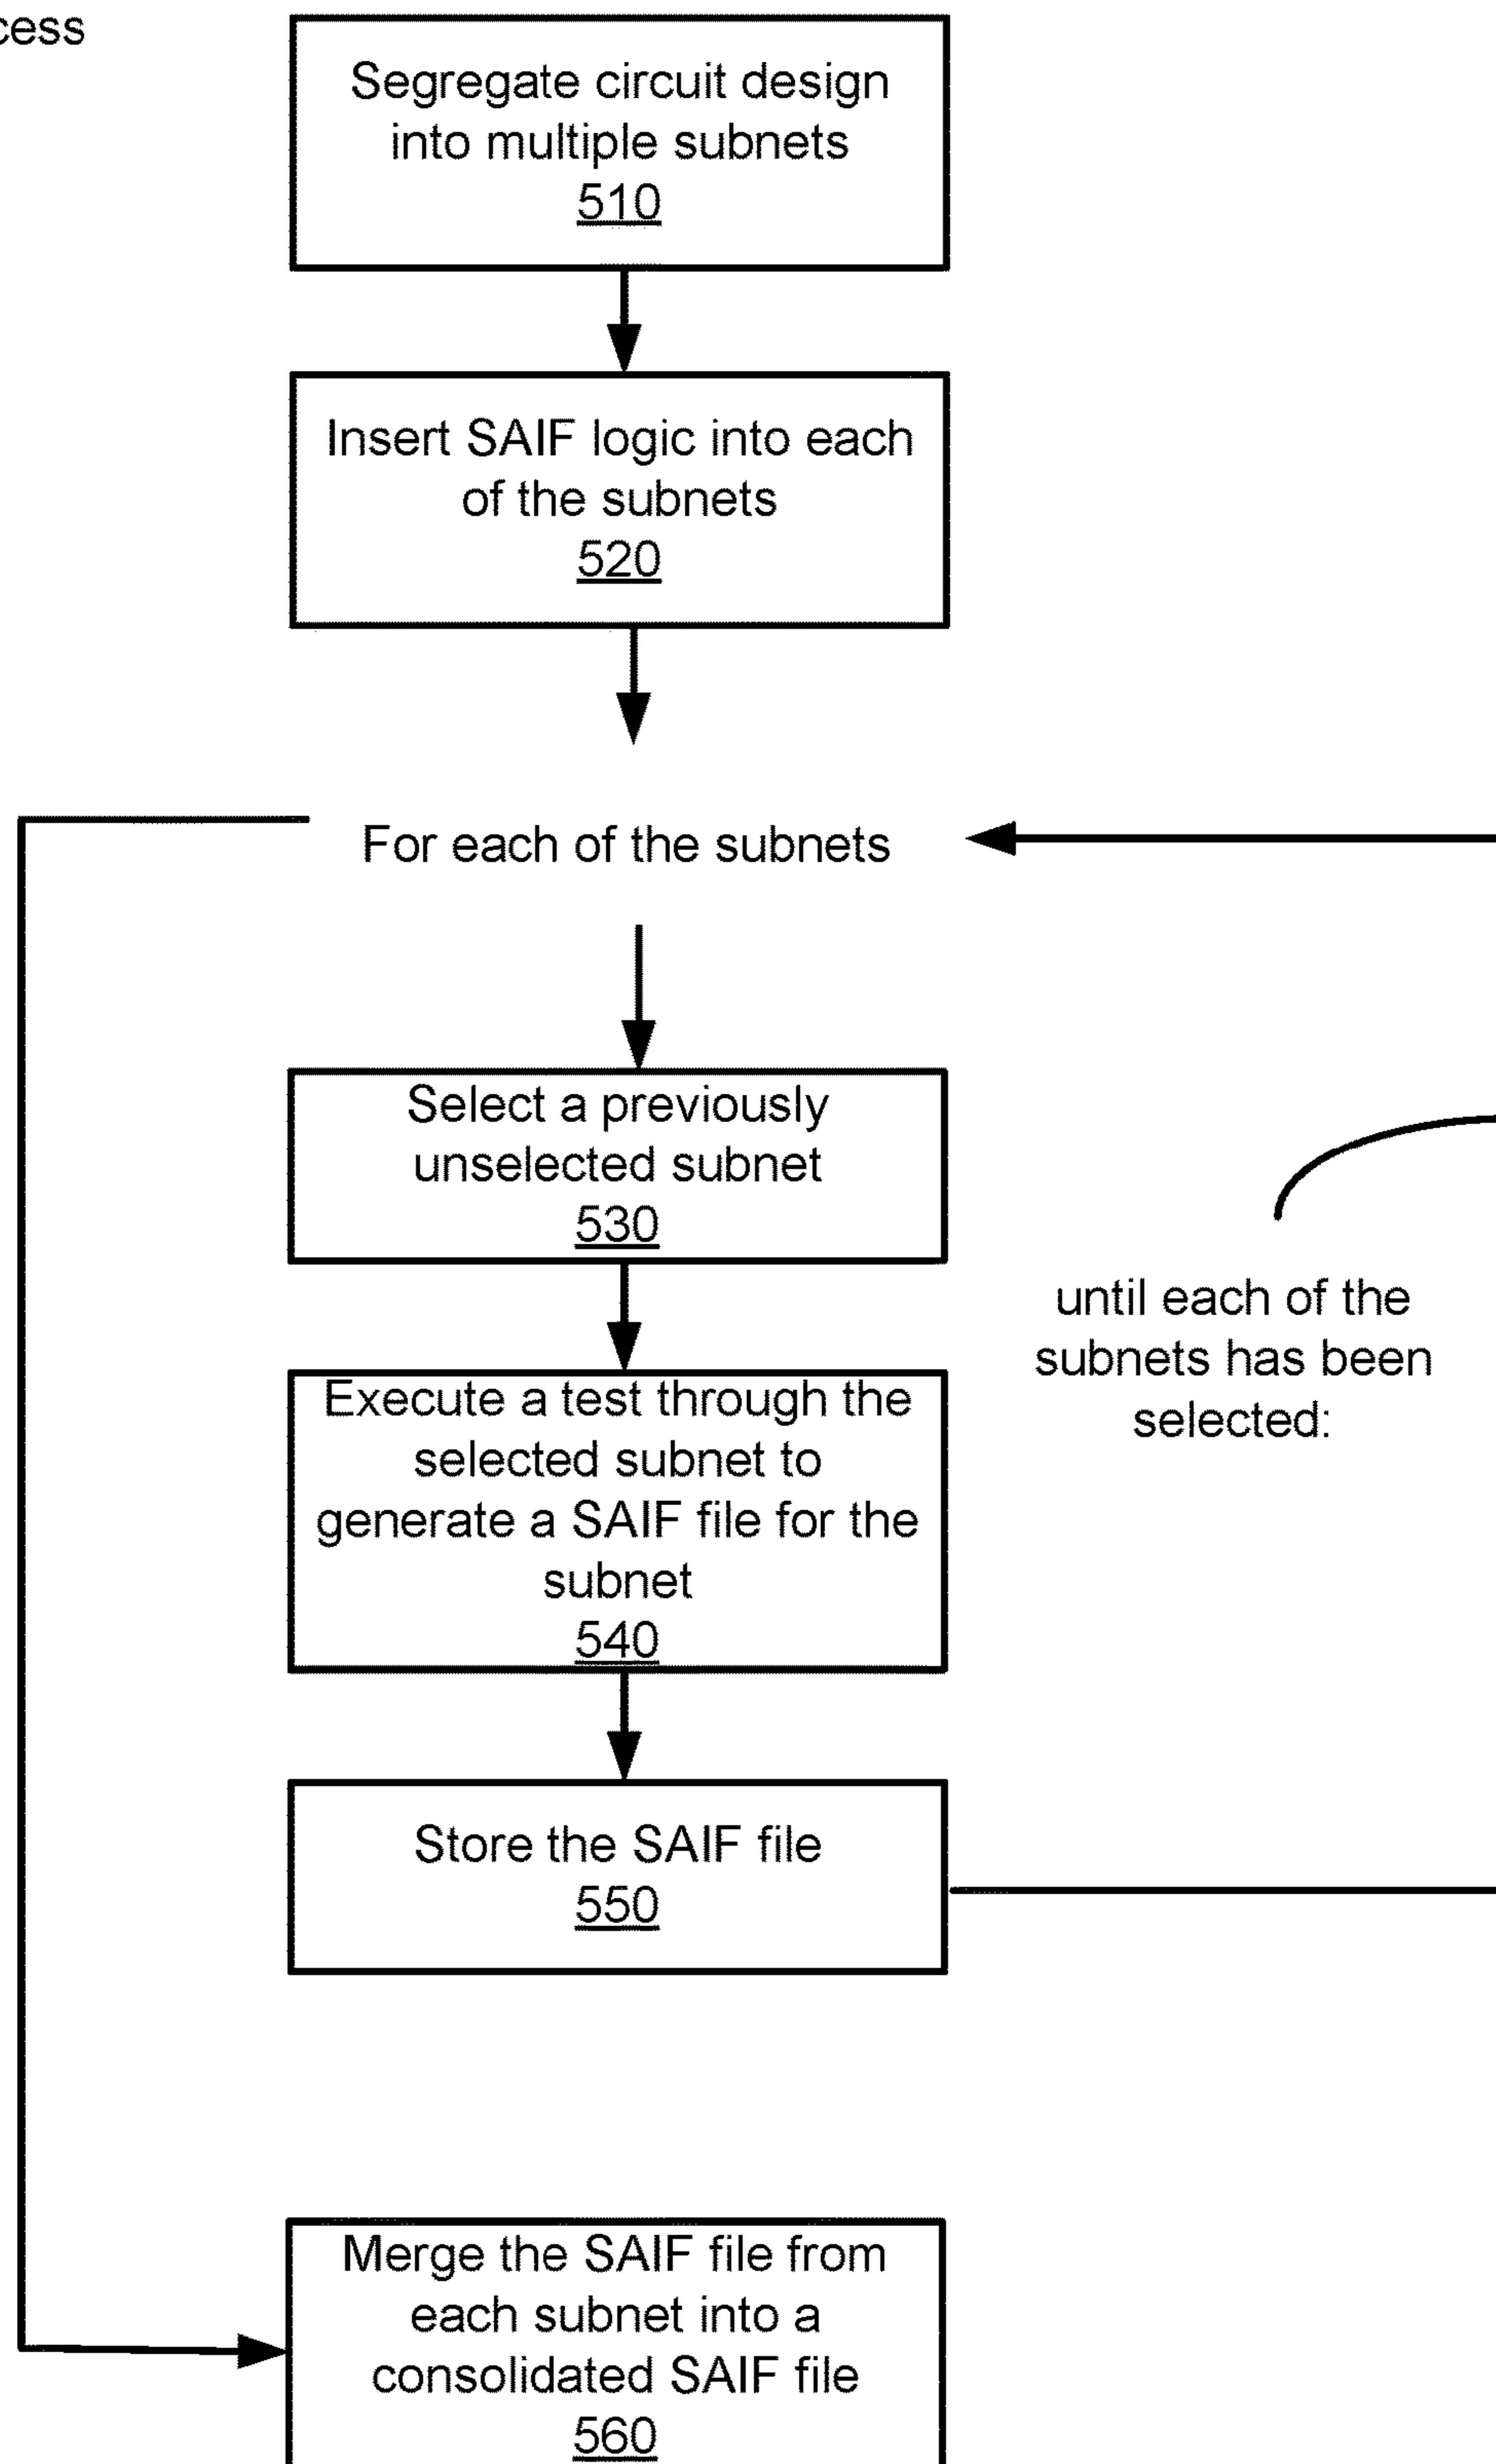 Segregate circuit design
into multiple subnets
510
Insert SAIF logic into each
of the subnets
520
For each of the subnets
Select a previously
unselected subnet
530
until each of the
subnets has been
selected:
Execute a test through the
selected subnet to
generate a SAIF file for the
subnet
540
Store the SAIF file
550
Merge the SAIF file from
each subnet into a
consolidated SAIF file
560